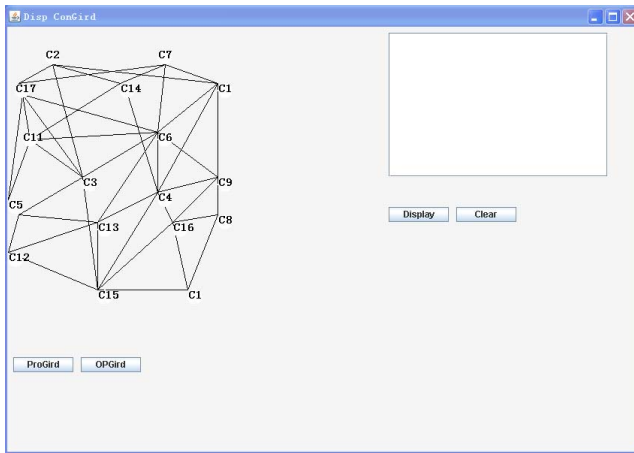 Disp ConGird
C2 C7
C17 C14 C1
C11 C6
C3 C9
C5 C4
C13 C16 C8
C12
C15 C1
Display Clear
ProGird OPGird